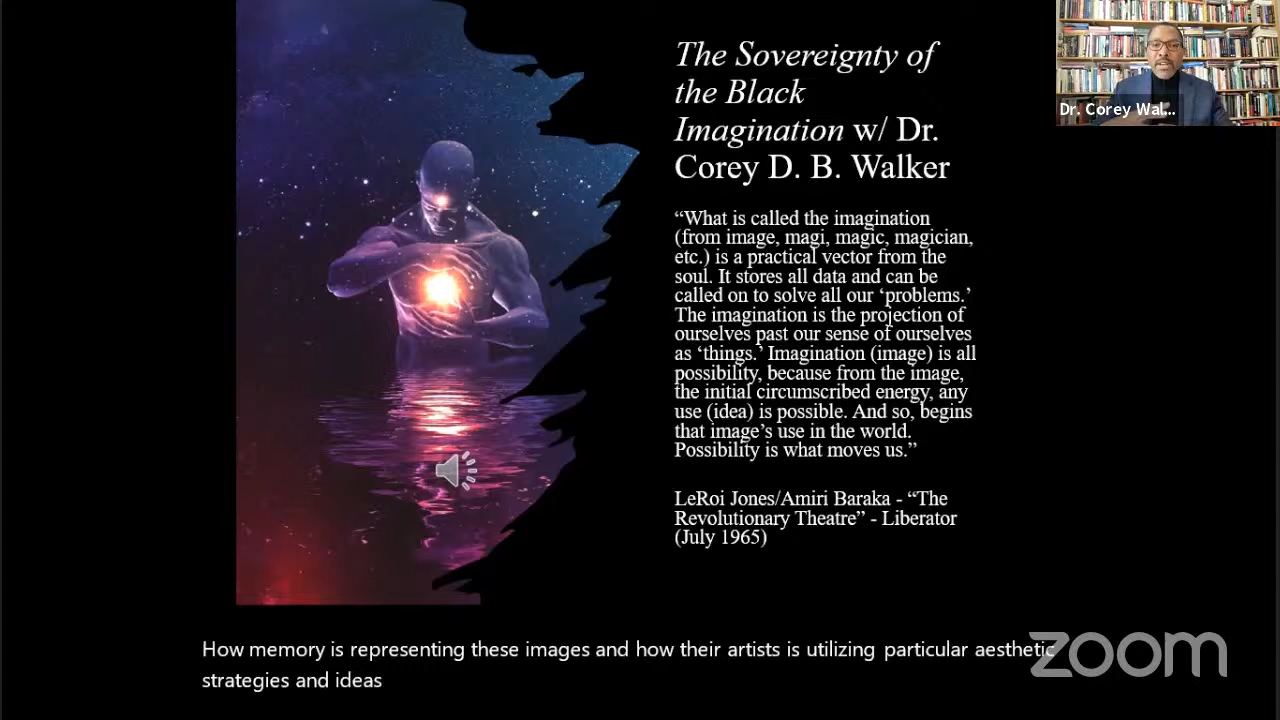 The Sovereignty of
the Black
Imagination w/ Dr.
Corey D. B. Walker
“What is called the imagination
(from image, magi, magic, magician,
etc.) is a practical vector from the
soul. It stores all data and can be
called on to solve all our ‘problems.’
The imagination is the projection of
ourselves past our sense of ourselves
as ‘things.’ Imagination (image) is all
possibility, because from the image,
the initial circumscribed energy, any
use (idea) is possible. And so, begins
that image’s use in the world.
Possibility is what moves us.”
LeRoi Jones/Amiri Baraka - “The
Revolutionary Theatre” - Liberator
(July 1965)
Dr. Corey Wal...
How memory is representing these images and how their artists is utilizing particular aesthetic
strategies and ideas
zoom